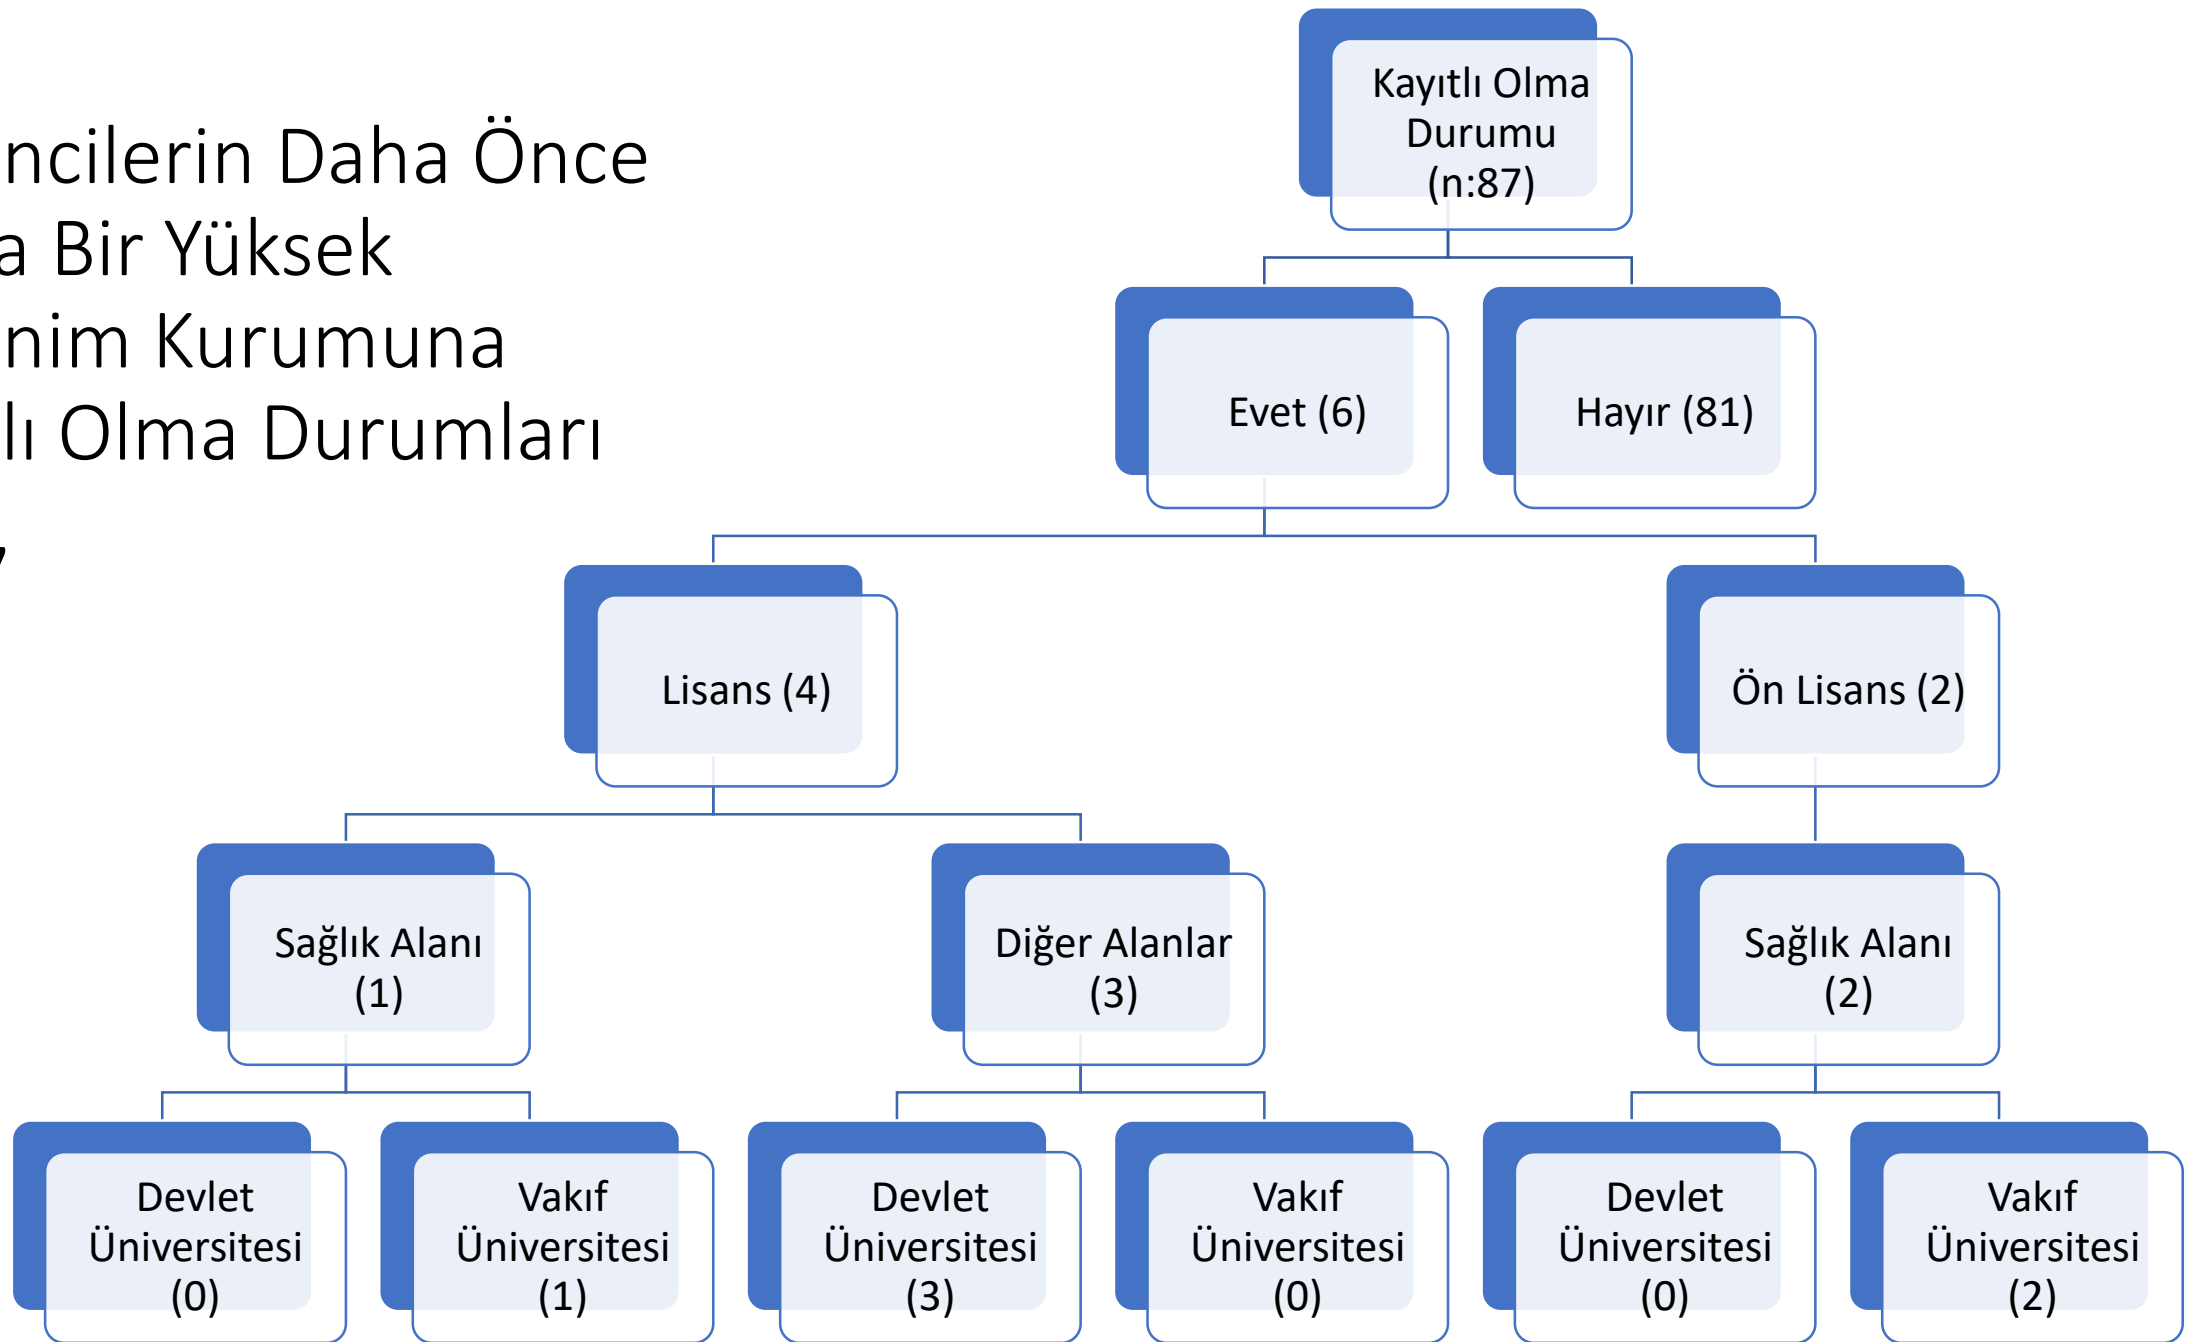 ncilerin Daha Önce
a Bir Yüksek
nim Kurumuna
lı Olma Durumları
Kayıtlı Olma
Durumu
(n:87)
Evet (6)
Hayır (81)
Lisans (4)
Ön Lisans (2)
Sağlık Alanı
(1)
Diğer Alanlar
(3)
Sağlık Alanı
(2)
Devlet
Üniversitesi
(0)
Vakıf
Üniversitesi
(1)
Devlet
Üniversitesi
(3)
Vakıf
Üniversitesi
(0)
Devlet
Üniversitesi
(0)
Vakıf
Üniversitesi
(2)